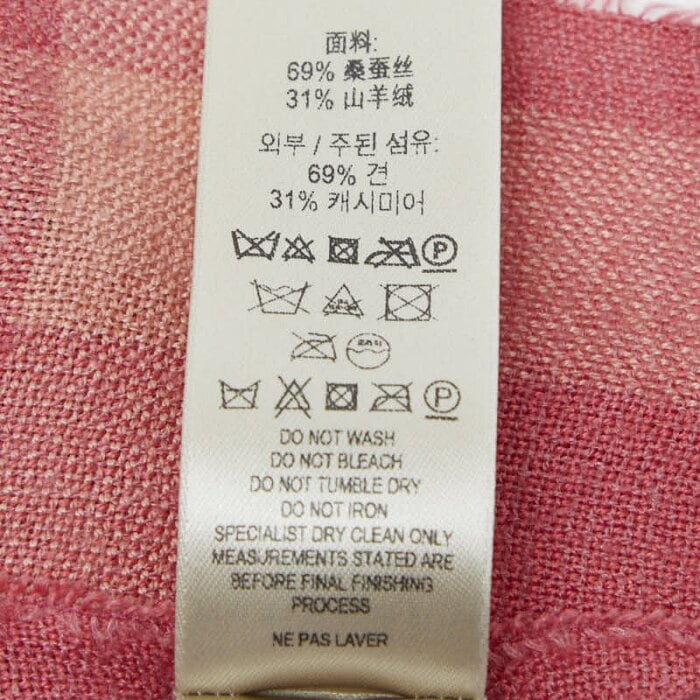 面料:
69% 桑蚕丝
31% 山羊绒
외부 / 주된 섬유:
69% 견
31% 캐시미어
P
P
DO NOT WASH
DO NOT BLEACH
DO NOT TUMBLE DRY
DO NOT IRON
SPECIALIST DRY CLEAN ONLY
MEASUREMENTS STATED ARE
BEFORE FINAL FINISHING
PROCESS
NE PAS LAVER